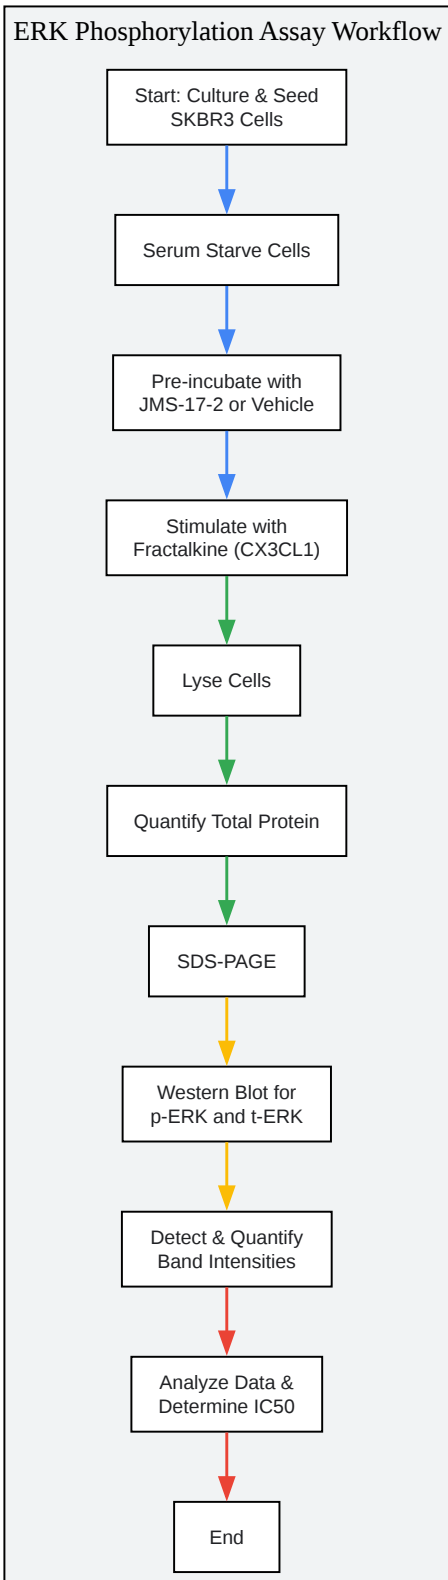 ERK Phosphorylation Assay Workflow
Start: Culture & Seed
SKBR3 Cells
Serum Starve Cells
Pre-incubate with
JMS-17-2 or Vehicle
Stimulate with
Fractalkine (CX3CL1)
Lyse Cells
Quantify Total Protein
SDS-PAGE
Western Blot for
p-ERK and t-ERK
Detect & Quantify
Band Intensities
Analyze Data &
Determine IC50
End